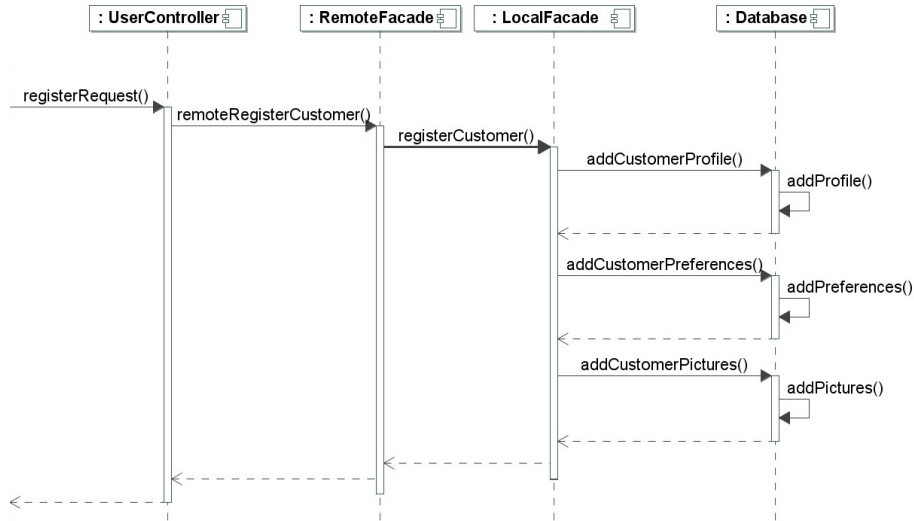 : UserController
: RemoteFacade
: LocalFacade
: Database
registerRequest()
remoteRegisterCustomer()
registerCustomer()
addCustomerProfile()
addProfile()
addCustomerPreferences()
addPreferences()
addCustomerPictures()
addPictures()